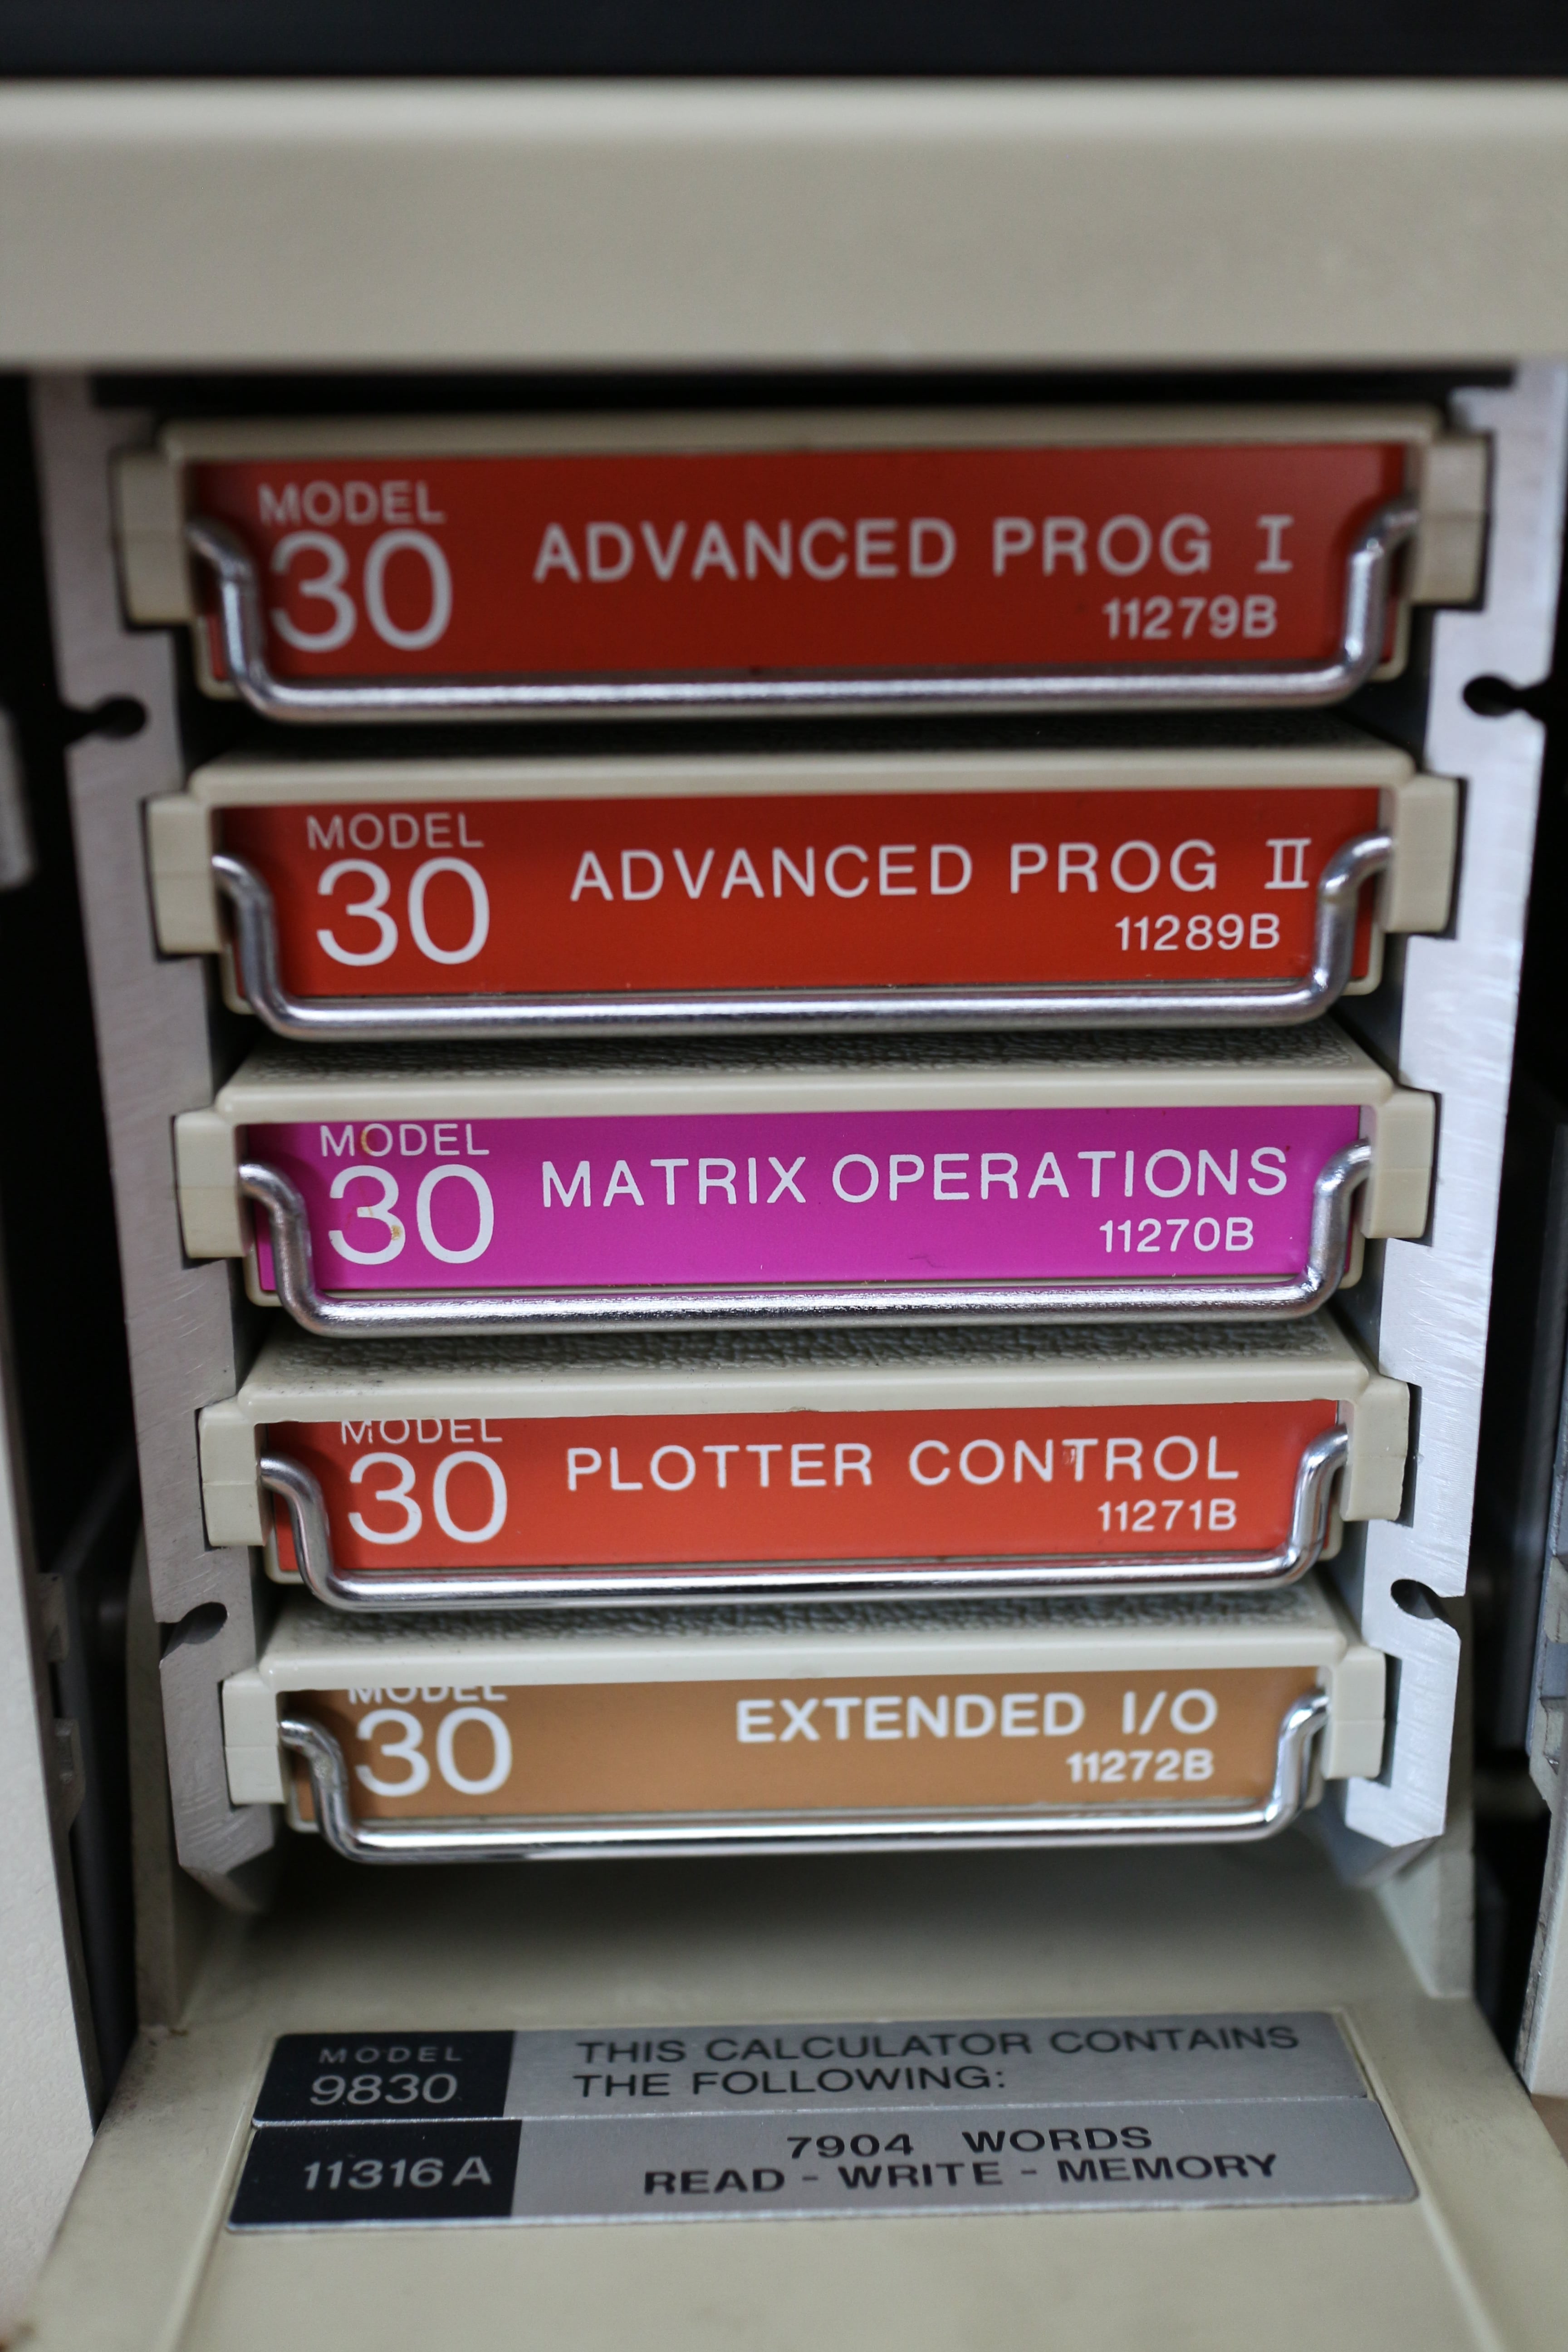 MODEL
30
ADVANCED PROG I
11279B
MODEL
30
ADVANCED PROG II
11289B
MODEL
30
MATRIX OPERATIONS
11270B
MODEL
30
PLOTTER CONTROL
11271B
MODEL
30
EXTENDED I/O
11272B
MODEL
9830
THIS CALCULATOR CONTAINS
THE FOLLOWING:
11316A
7904 WORDS
READ - WRITE - MEMORY